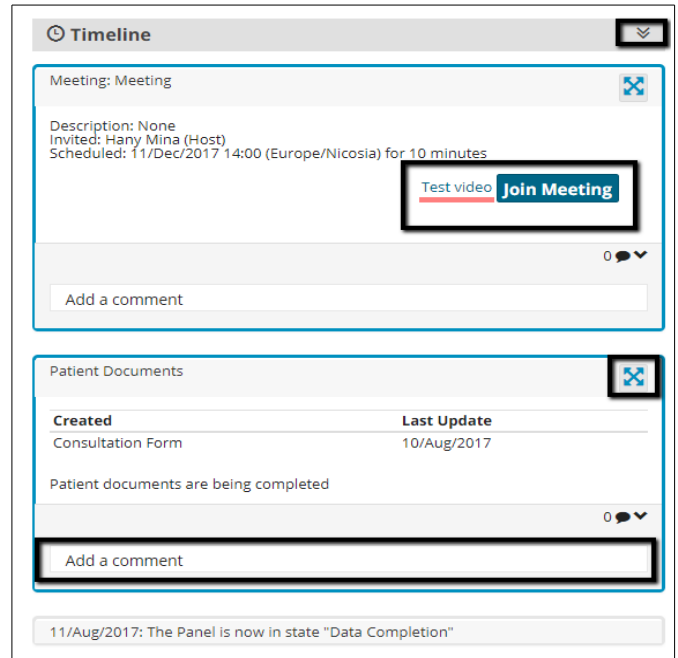 Timeline
Meeting: Meeting
Description: None
Invited: Hany Mina (Host)
Scheduled: 11/Dec/2017 14:00 (Europe/Nicosia) for 10 minutes
Test video Join Meeting
0
Add a comment
Patient Documents
Created Last Update
Consultation Form 10/Aug/2017
Patient documents are being completed
0
Add a comment
11/Aug/2017: The Panel is now in state "Data Completion"